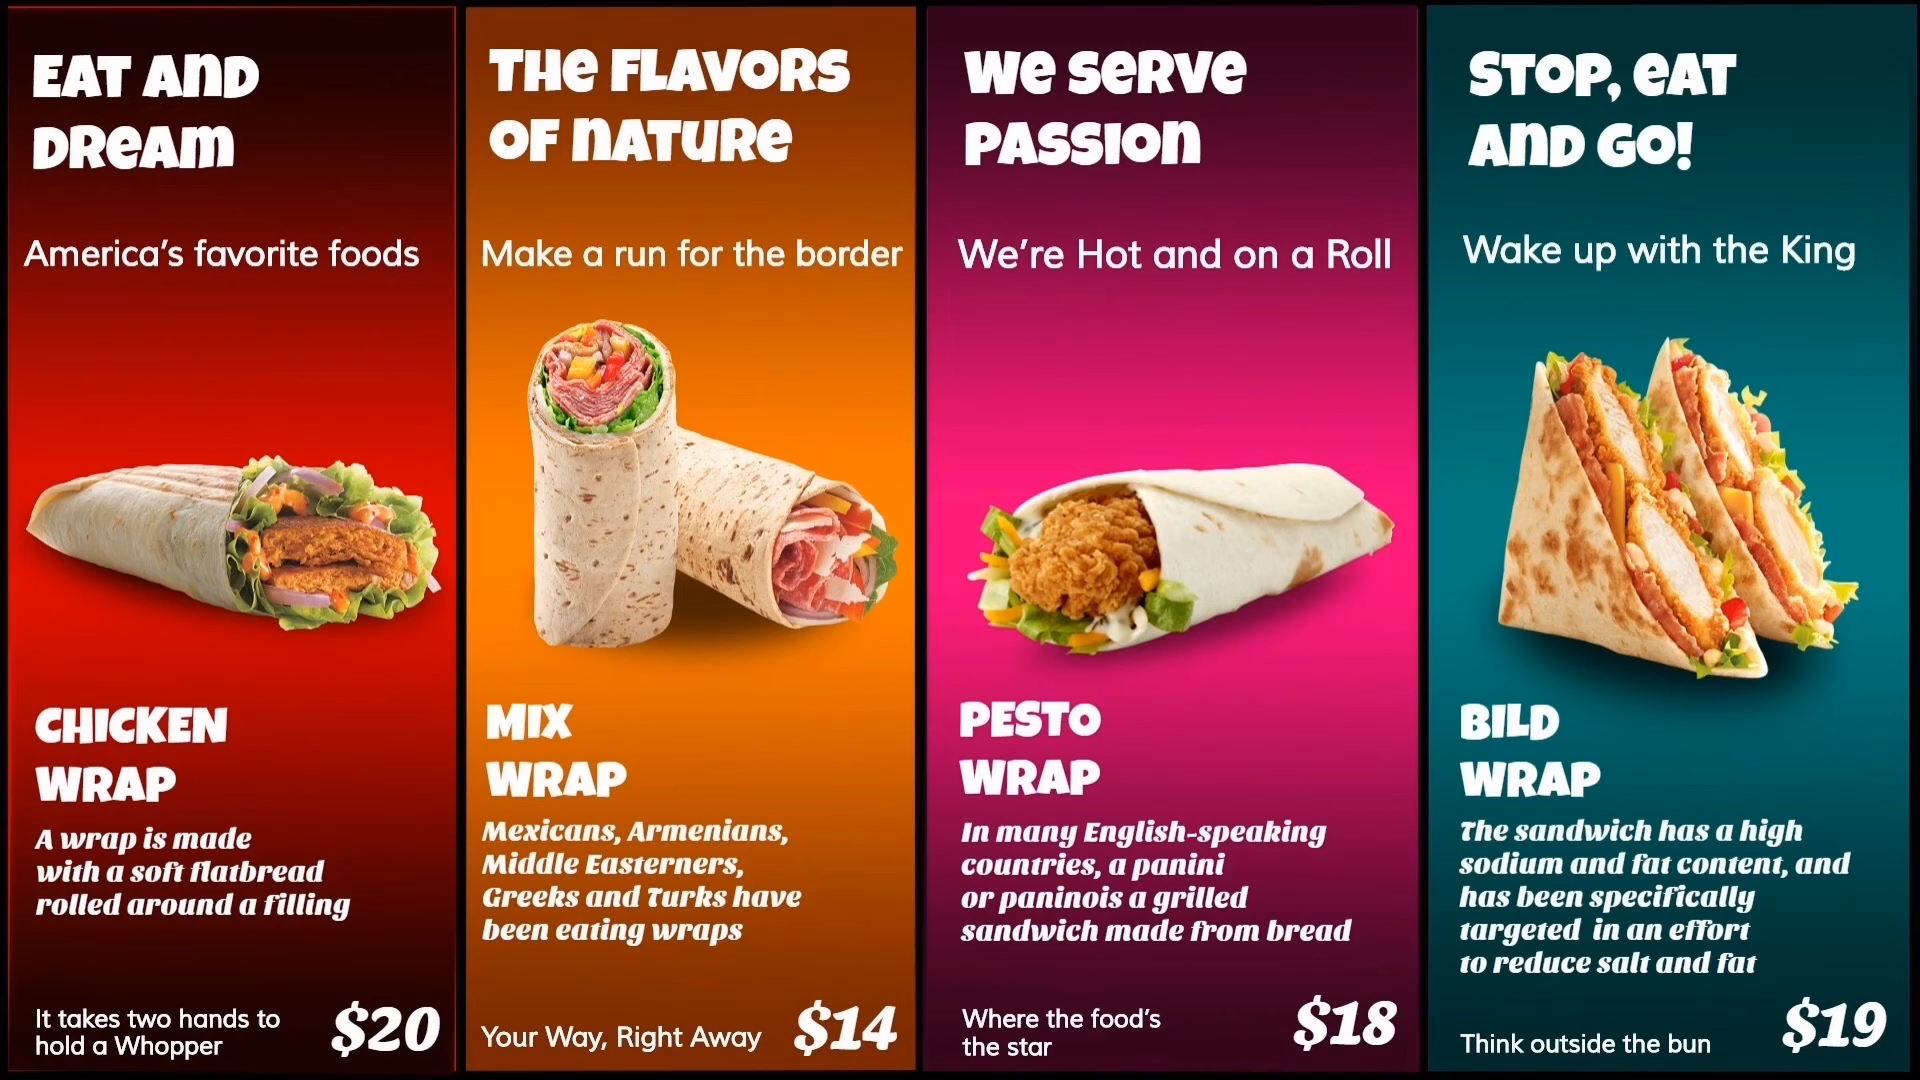 EAT AND
DREAM
America's favorite foods
CHICKEN
WRAP
A wrap is made
with a soft flatbread
rolled around a filling
It takes two hands to
hold a Whopper
$20
THE FLAVORS
OF NATURE
Make a run for the border
MIX
WRAP
Mexicans, Armenians,
Middle Easterners,
Greeks and Turks have
been eating wraps
Your Way, Right Away
$14
WE SERVE
PASSION
We're Hot and on a Roll
PESTO
WRAP
In many English-speaking
countries, a panini
or paninois a grilled
sandwich made from bread
Where the food's
the star
$18
STOP, EAT
AND GO!
Wake up with the King
BILD
WRAP
The sandwich has a high
sodium and fat content, and
has been specifically
targeted in an effort
to reduce salt and fat
Think outside the bun
$19